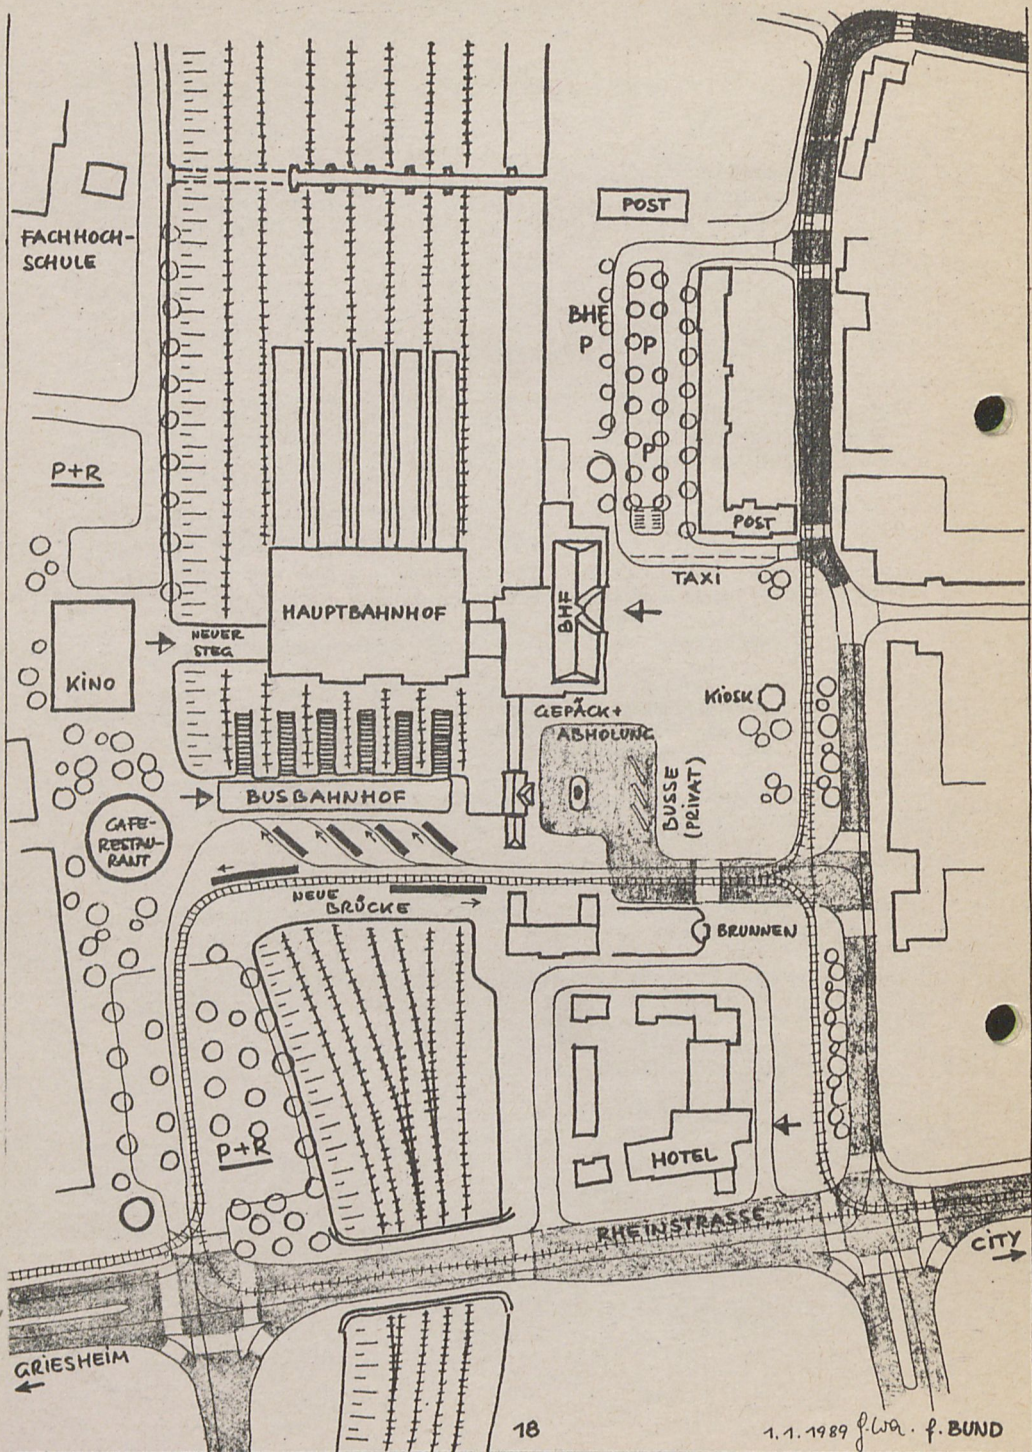 POST
FACHHOCH-
SCHULE
BHF
P
P
P+R
P
POST
TAXI
HAUPTBAHNHOF
BHF
NEUER
STEG
KINO
KIOSK
GEPÄCK+
ABHOLUNG
BUSSE
(PRIVAT)
BUSBAHNHOF
CAFE-
RESTAU-
RANT
NEUE
BRÜCKE
BRUNNEN
P+R
HOTEL
RHEINSTRASSE
CITY
GRIESHEIM
18
1.1.1989 f. BUND